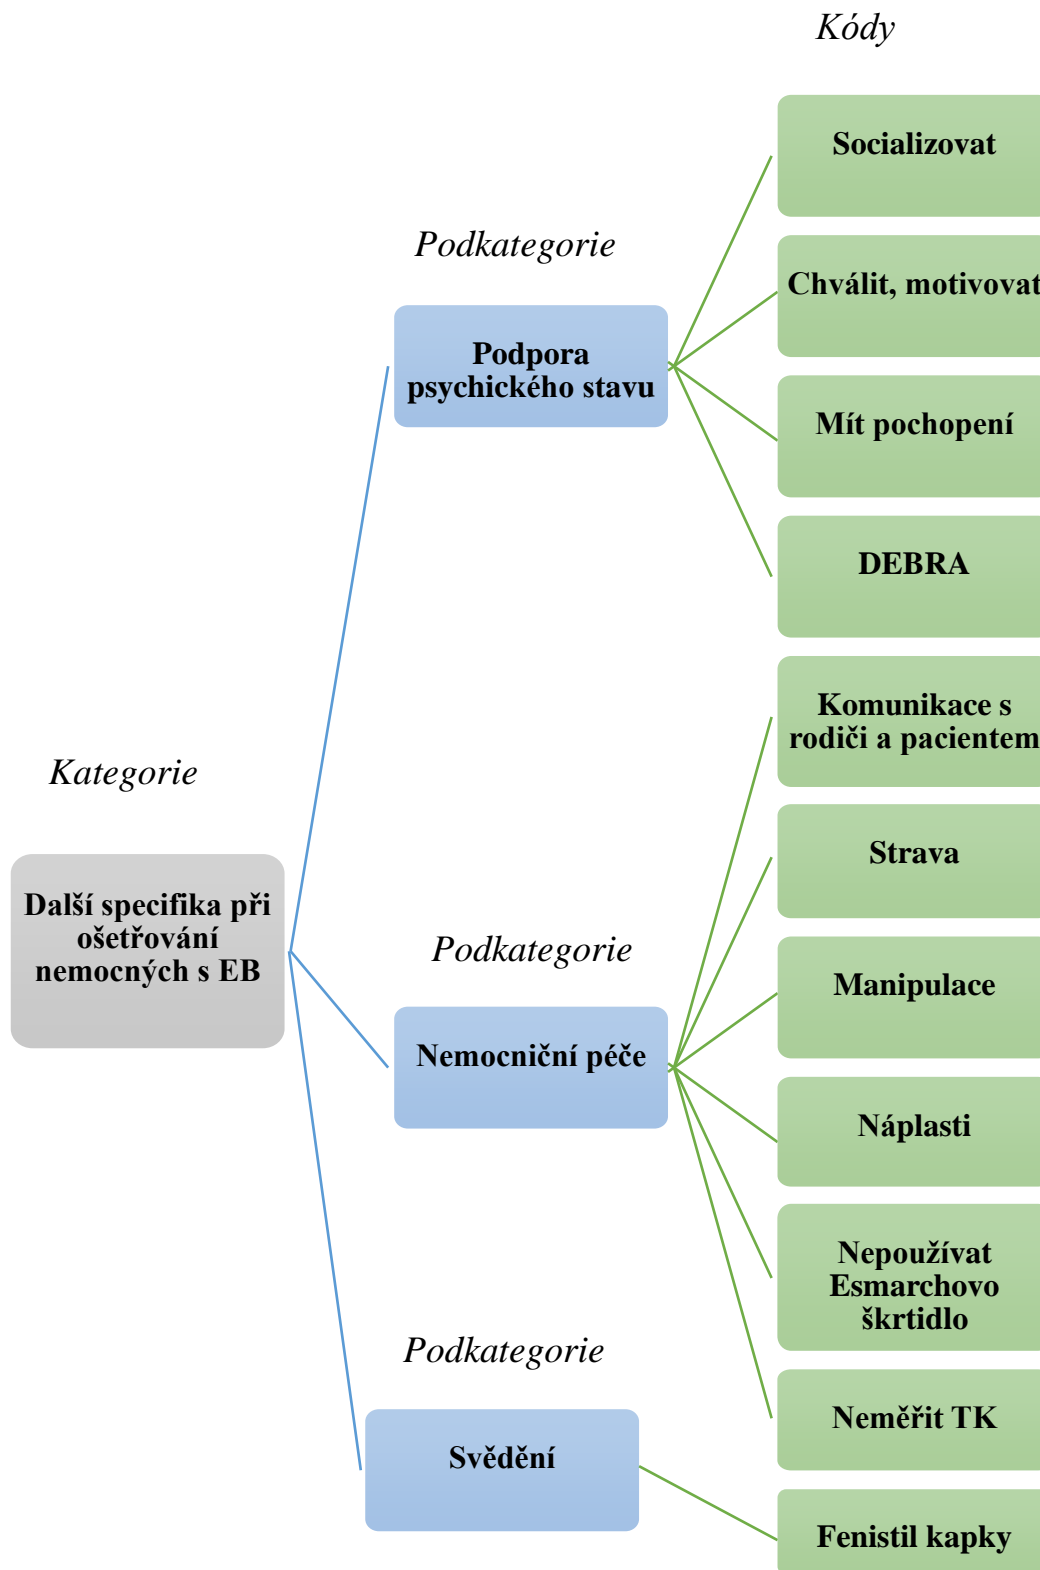 Kódy
Socializovat
Podkategorie
Chválit, motivovat
Podpora
psychického stavu
Mít pochopení
DEBRA
Komunikace s
rodiči a pacientem
Kategorie
Strava
Další specifika při
ošetřování
nemocných s EB
Podkategorie
Manipulace
Nemocniční péče
Náplasti
Nepoužívat
Esmarchovo
škrtidlo
Podkategorie
Neměřit TK
Svědění
Fenistil kapky